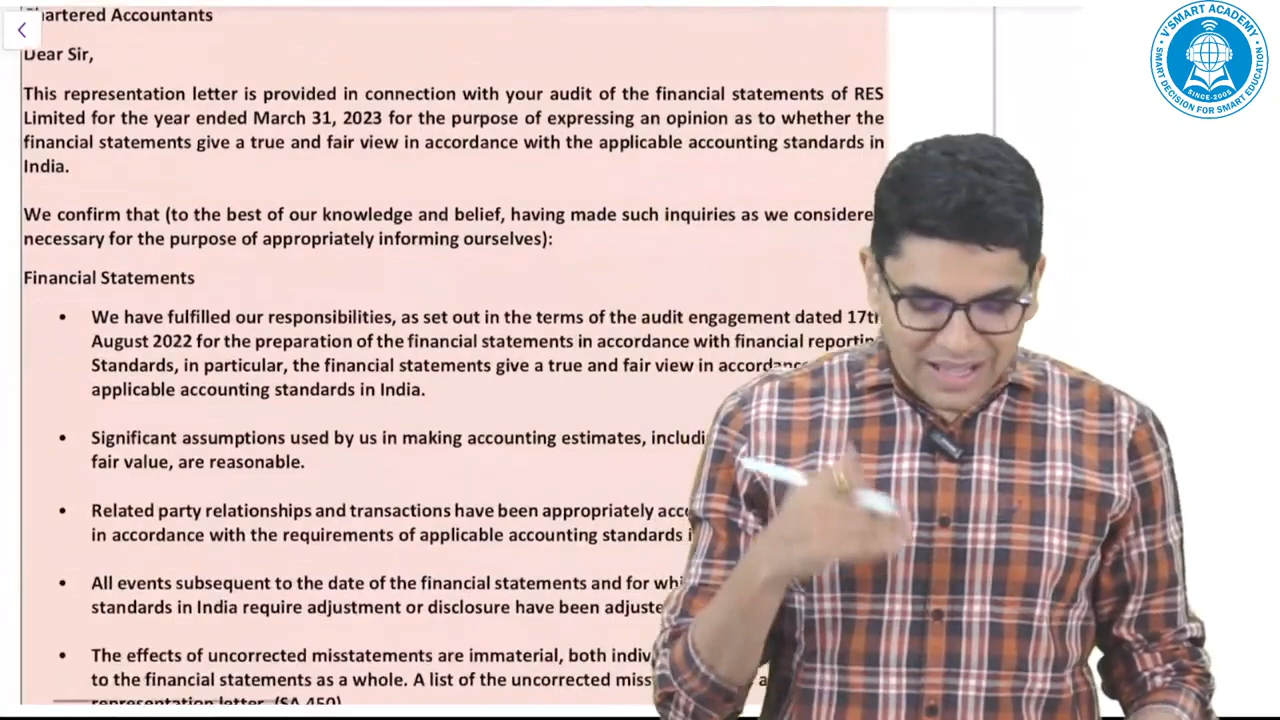 hartered Accountants
Dear Sir,
This representation letter is provided in connection with your audit of the financial statements of RES
Limited for the year ended March 31, 2023 for the purpose of expressing an opinion as to whether the
financial statements give a true and fair view in accordance with the applicable accounting standards in
India.
We confirm that (to the best of our knowledge and belief, having made such inquiries as we considere
necessary for the purpose of appropriately informing ourselves):
Financial Statements
• We have fulfilled our responsibilities, as set out in the terms of the audit engagement dated 17th
August 2022 for the preparation of the financial statements in accordance with financial reportin
Standards, in particular, the financial statements give a true and fair view in accordanc
applicable accounting standards in India.
• Significant assumptions used by us in making accounting estimates, includi
fair value, are reasonable.
• Related party relationships and transactions have been appropriately acc
in accordance with the requirements of applicable accounting standards i
• All events subsequent to the date of the financial statements and for whi
standards in India require adjustment or disclosure have been adjuste
• The effects of uncorrected misstatements are immaterial, both indiv
to the financial statements as a whole. A list of the uncorrected miss a
representation letter. (SA 450)
V'SMART ACADEMY
SMART DECISION FOR SMART EDUCATION
SINCE-2005